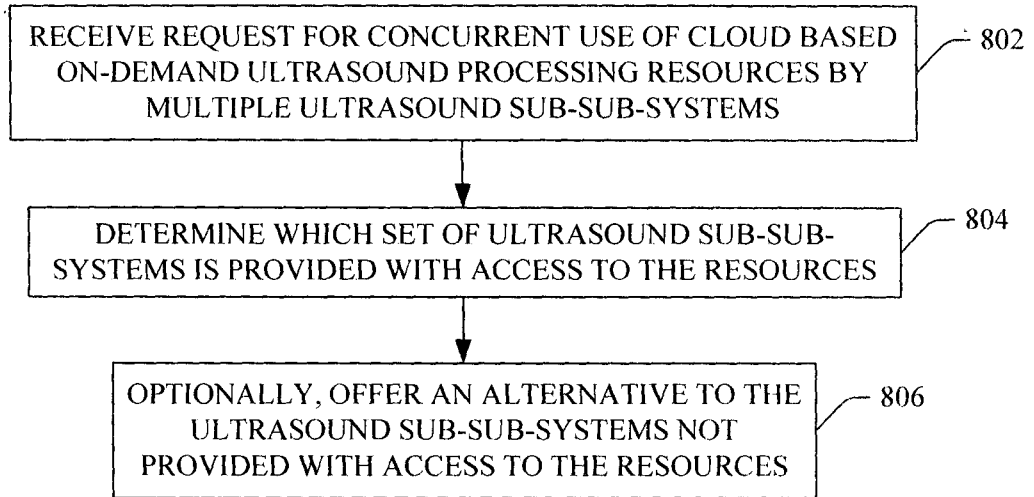 RECEIVE REQUEST FOR CONCURRENT USE OF CLOUD BASED
ON-DEMAND ULTRASOUND PROCESSING RESOURCES BY
MULTIPLE ULTRASOUND SUB-SUB-SYSTEMS
802
DETERMINE WHICH SET OF ULTRASOUND SUB-SUB-
SYSTEMS IS PROVIDED WITH ACCESS TO THE RESOURCES
804
OPTIONALLY, OFFER AN ALTERNATIVE TO THE
ULTRASOUND SUB-SUB-SYSTEMS NOT
PROVIDED WITH ACCESS TO THE RESOURCES
806